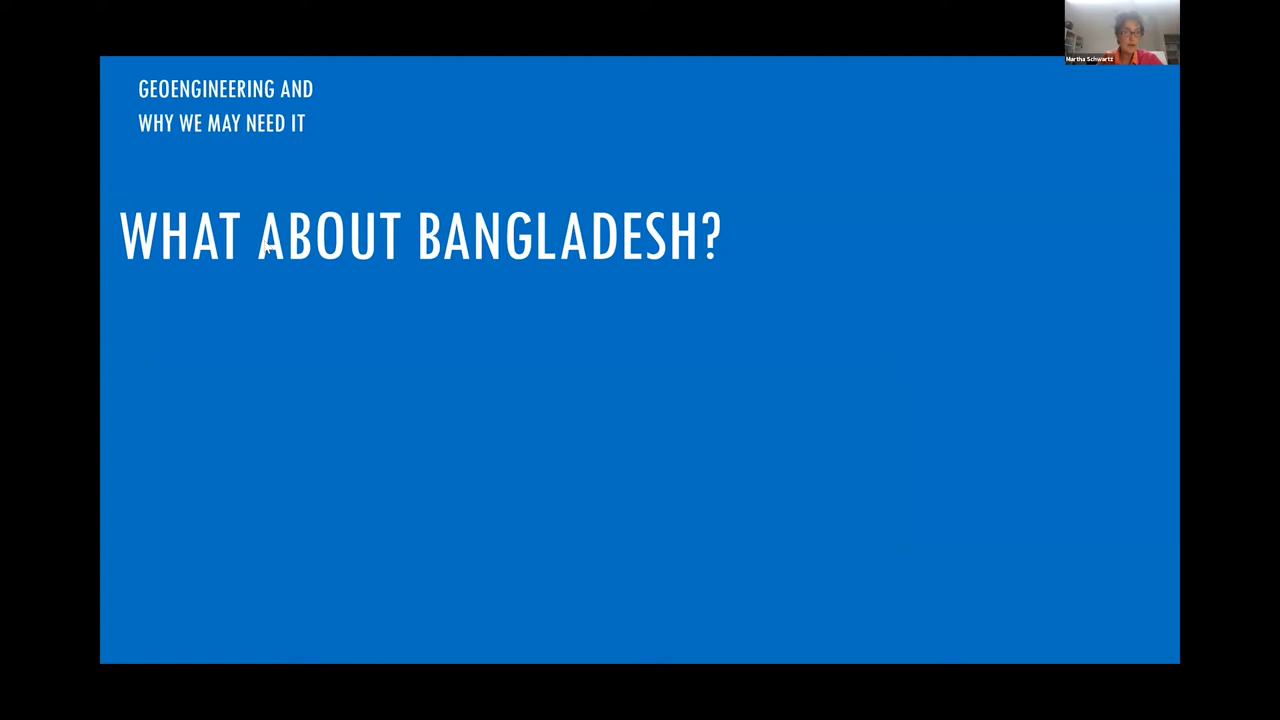 Martha Schwartz
GEOENGINEERING AND
WHY WE MAY NEED IT
WHAT ABOUT BANGLADESH?